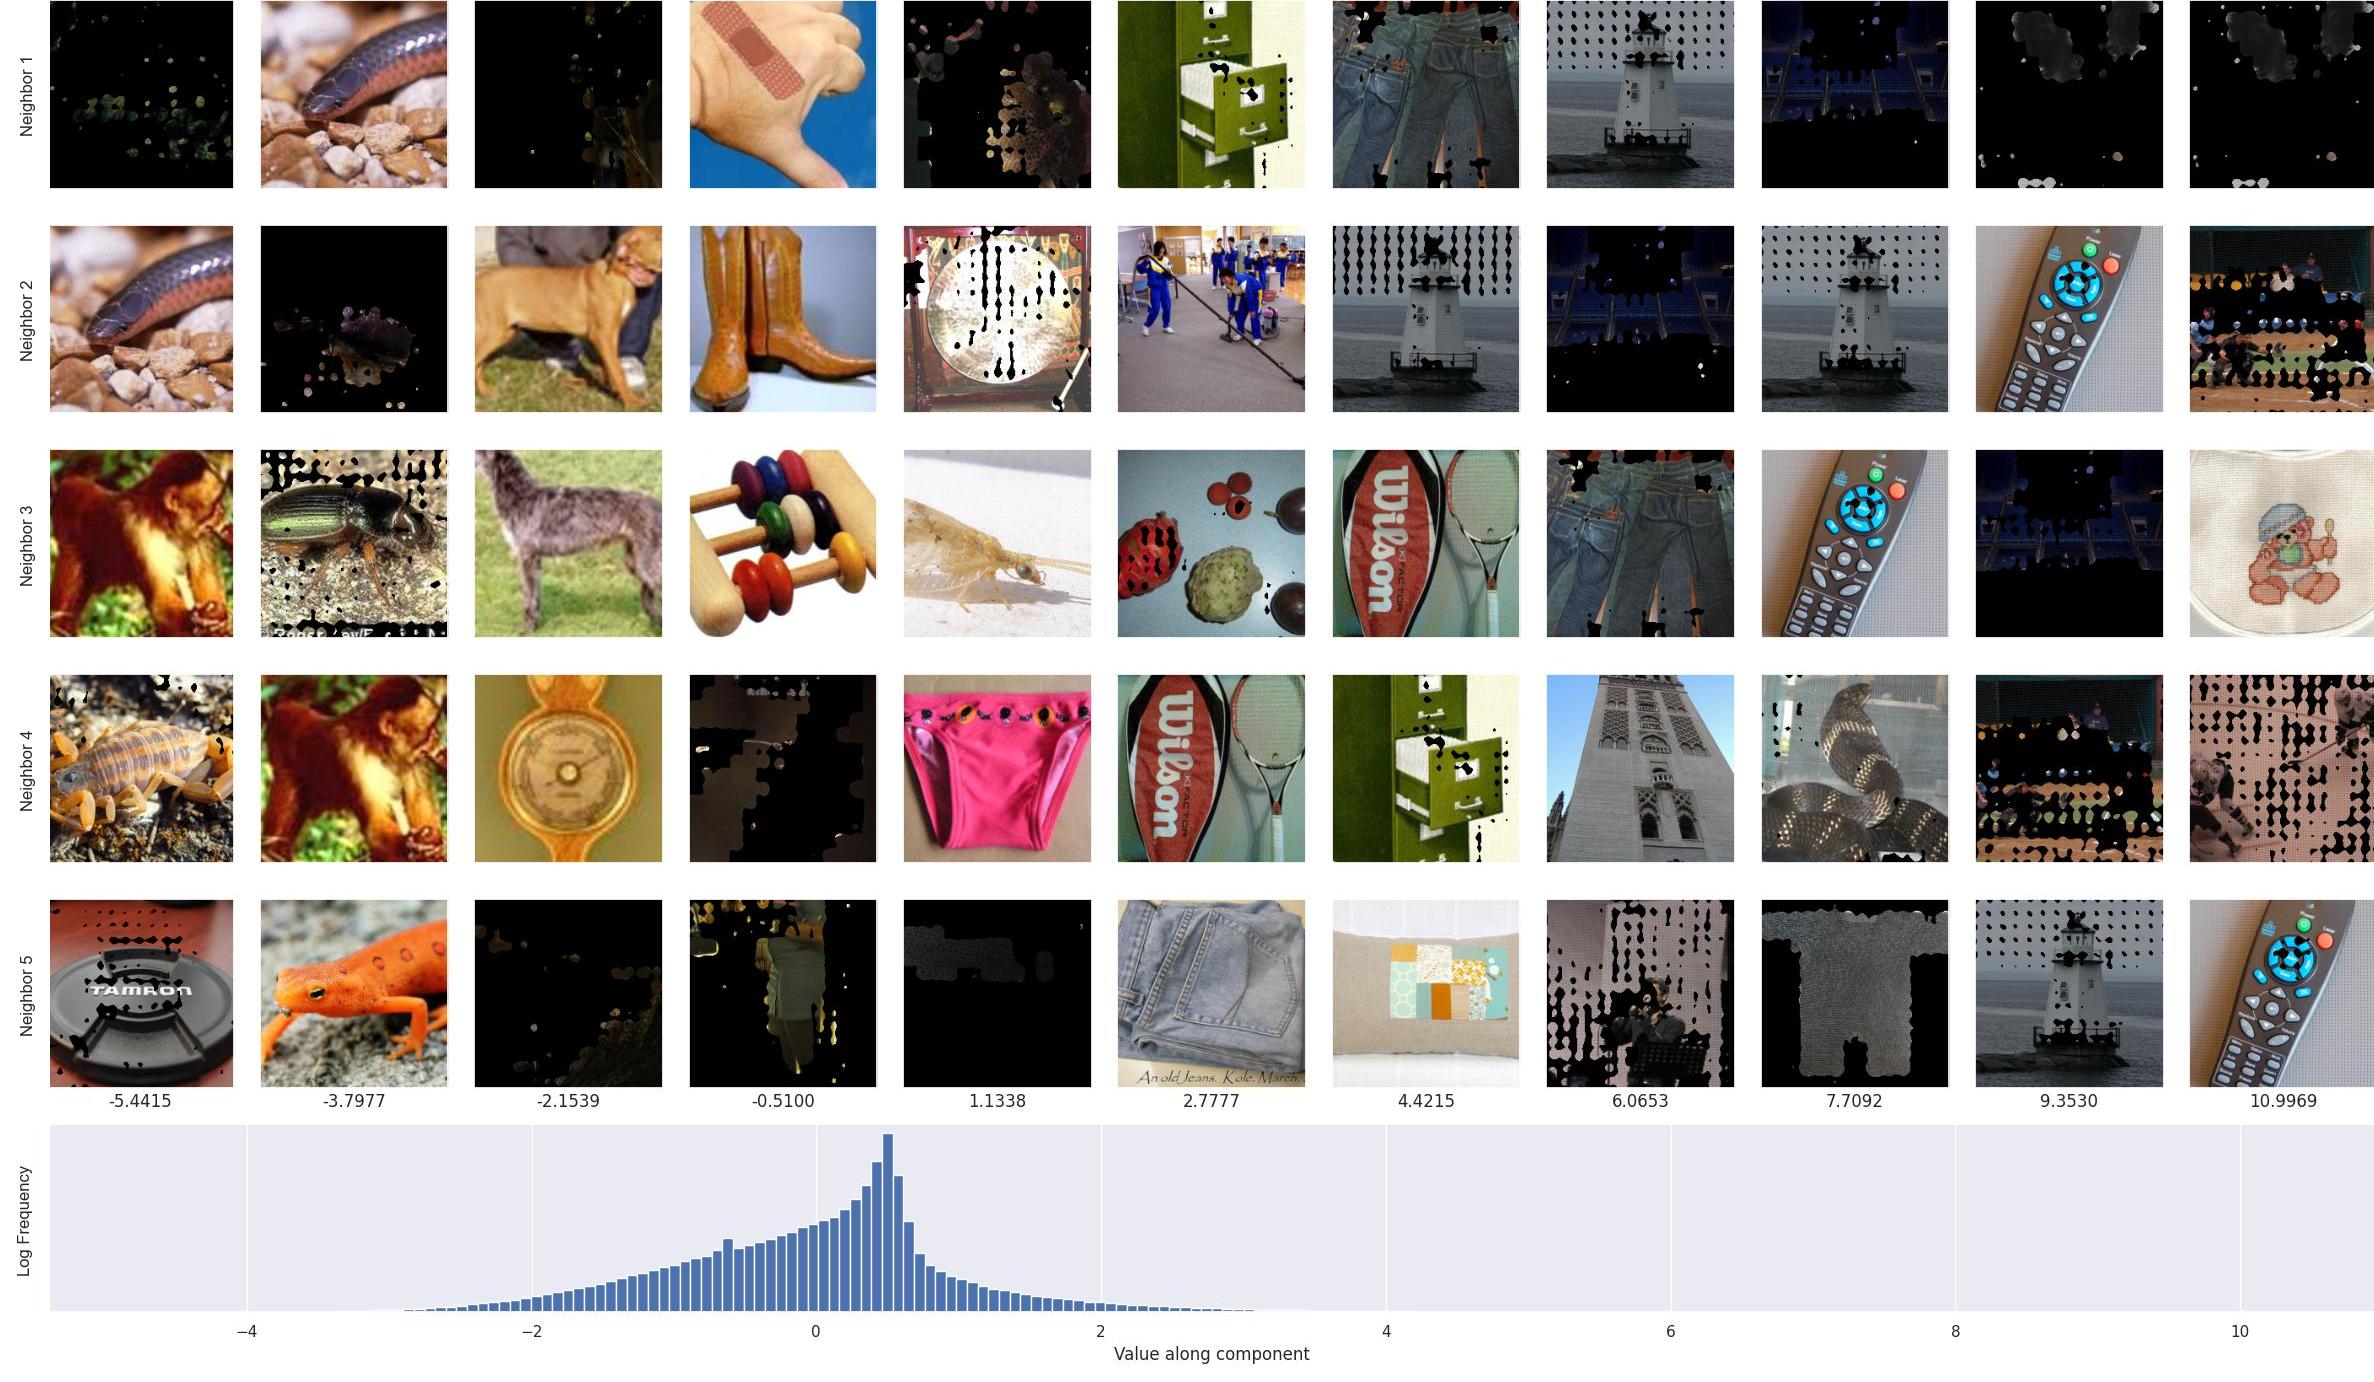 Neighbor 1
Neighbor 2
Neighbor 3
Wilson
Neighbor 4
Wilson
Neighbor 5
TAMRON
An old Jeans. Kole. March.
-5.4415 -3.7977 -2.1539 -0.5100 1.1338 2.7777 4.4215 6.0653 7.7092 9.3530 10.9969
Log Frequency
−4 −2 0 2 4 6 8 10
Value along component